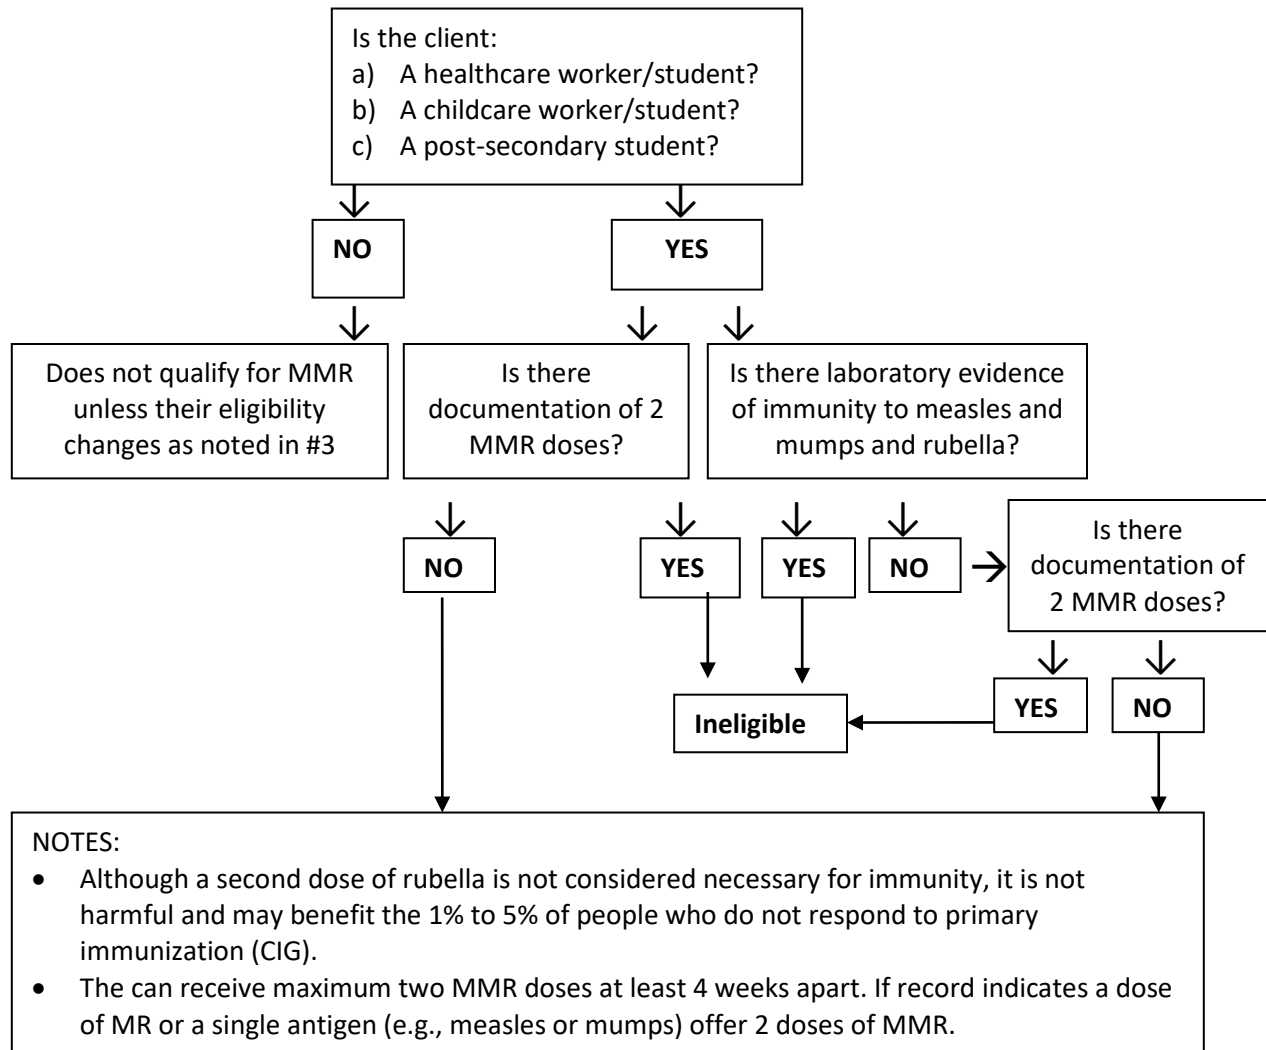 Is the client:
a) A healthcare worker/student?
b) A childcare worker/student?
c) A post-secondary student?
NO
YES
Does not qualify for MMR
unless their eligibility
changes as noted in #3
Is there
documentation of 2
MMR doses?
Is there laboratory evidence
of immunity to measles and
mumps and rubella?
NO
YES
YES
NO
Is there
documentation of
2 MMR doses?
YES
NO
Ineligible
NOTES:
• Although a second dose of rubella is not considered necessary for immunity, it is not
harmful and may benefit the 1% to 5% of people who do not respond to primary
immunization (CIG).
• The can receive maximum two MMR doses at least 4 weeks apart. If record indicates a dose
of MR or a single antigen (e.g., measles or mumps) offer 2 doses of MMR.